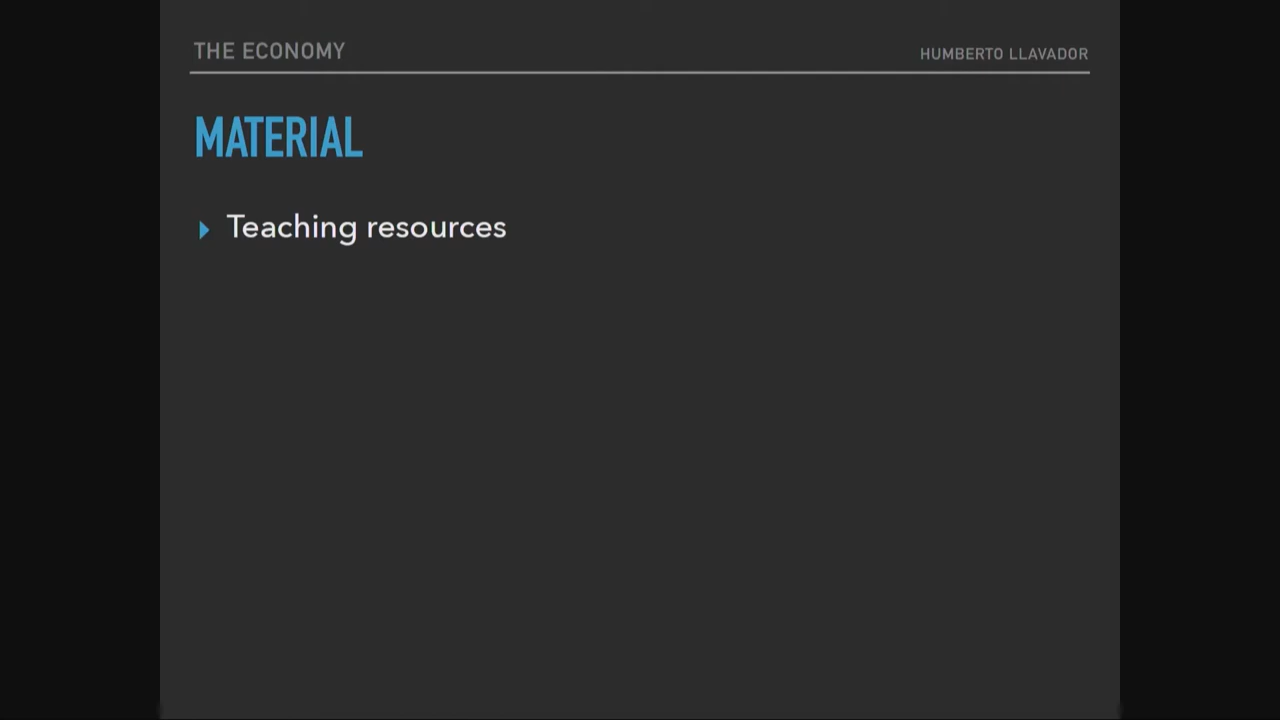 THE ECONOMY
HUMBERTO LLAVADOR
MATERIAL
Teaching resources